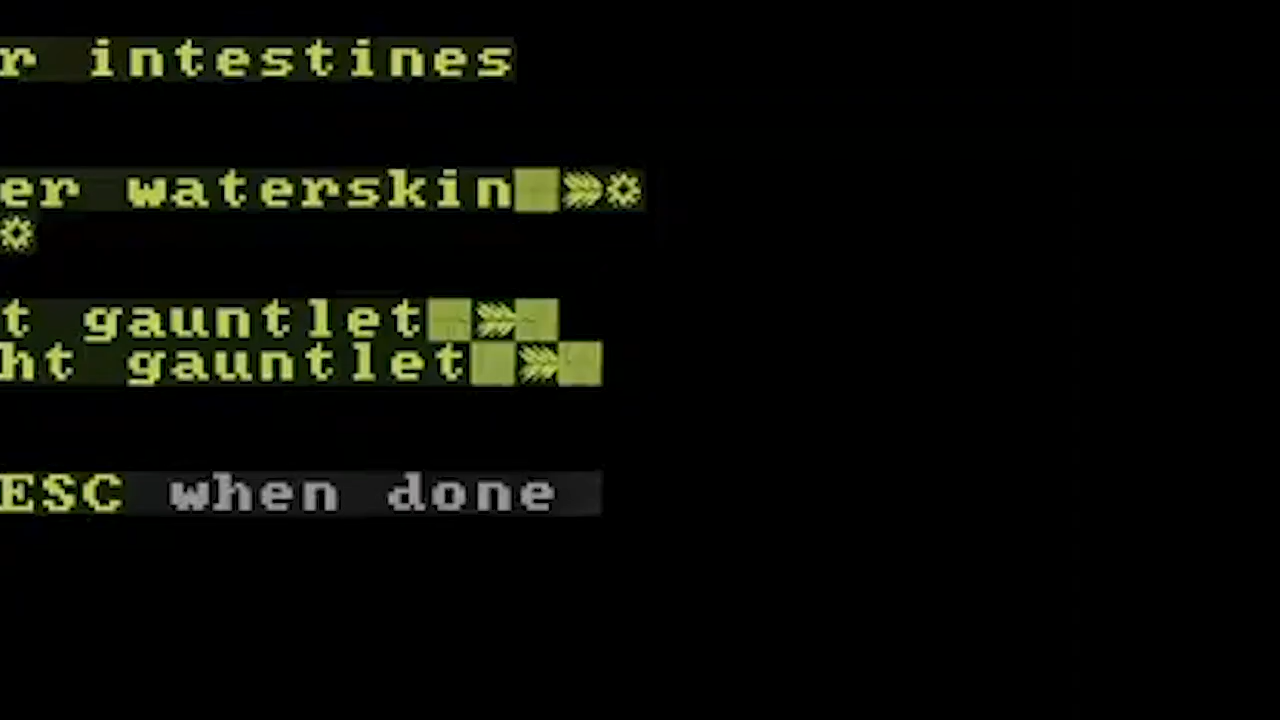 r intestines
er waterskin■»☼
☼
t gauntlet■»■
ht gauntlet■»■
ESC when done